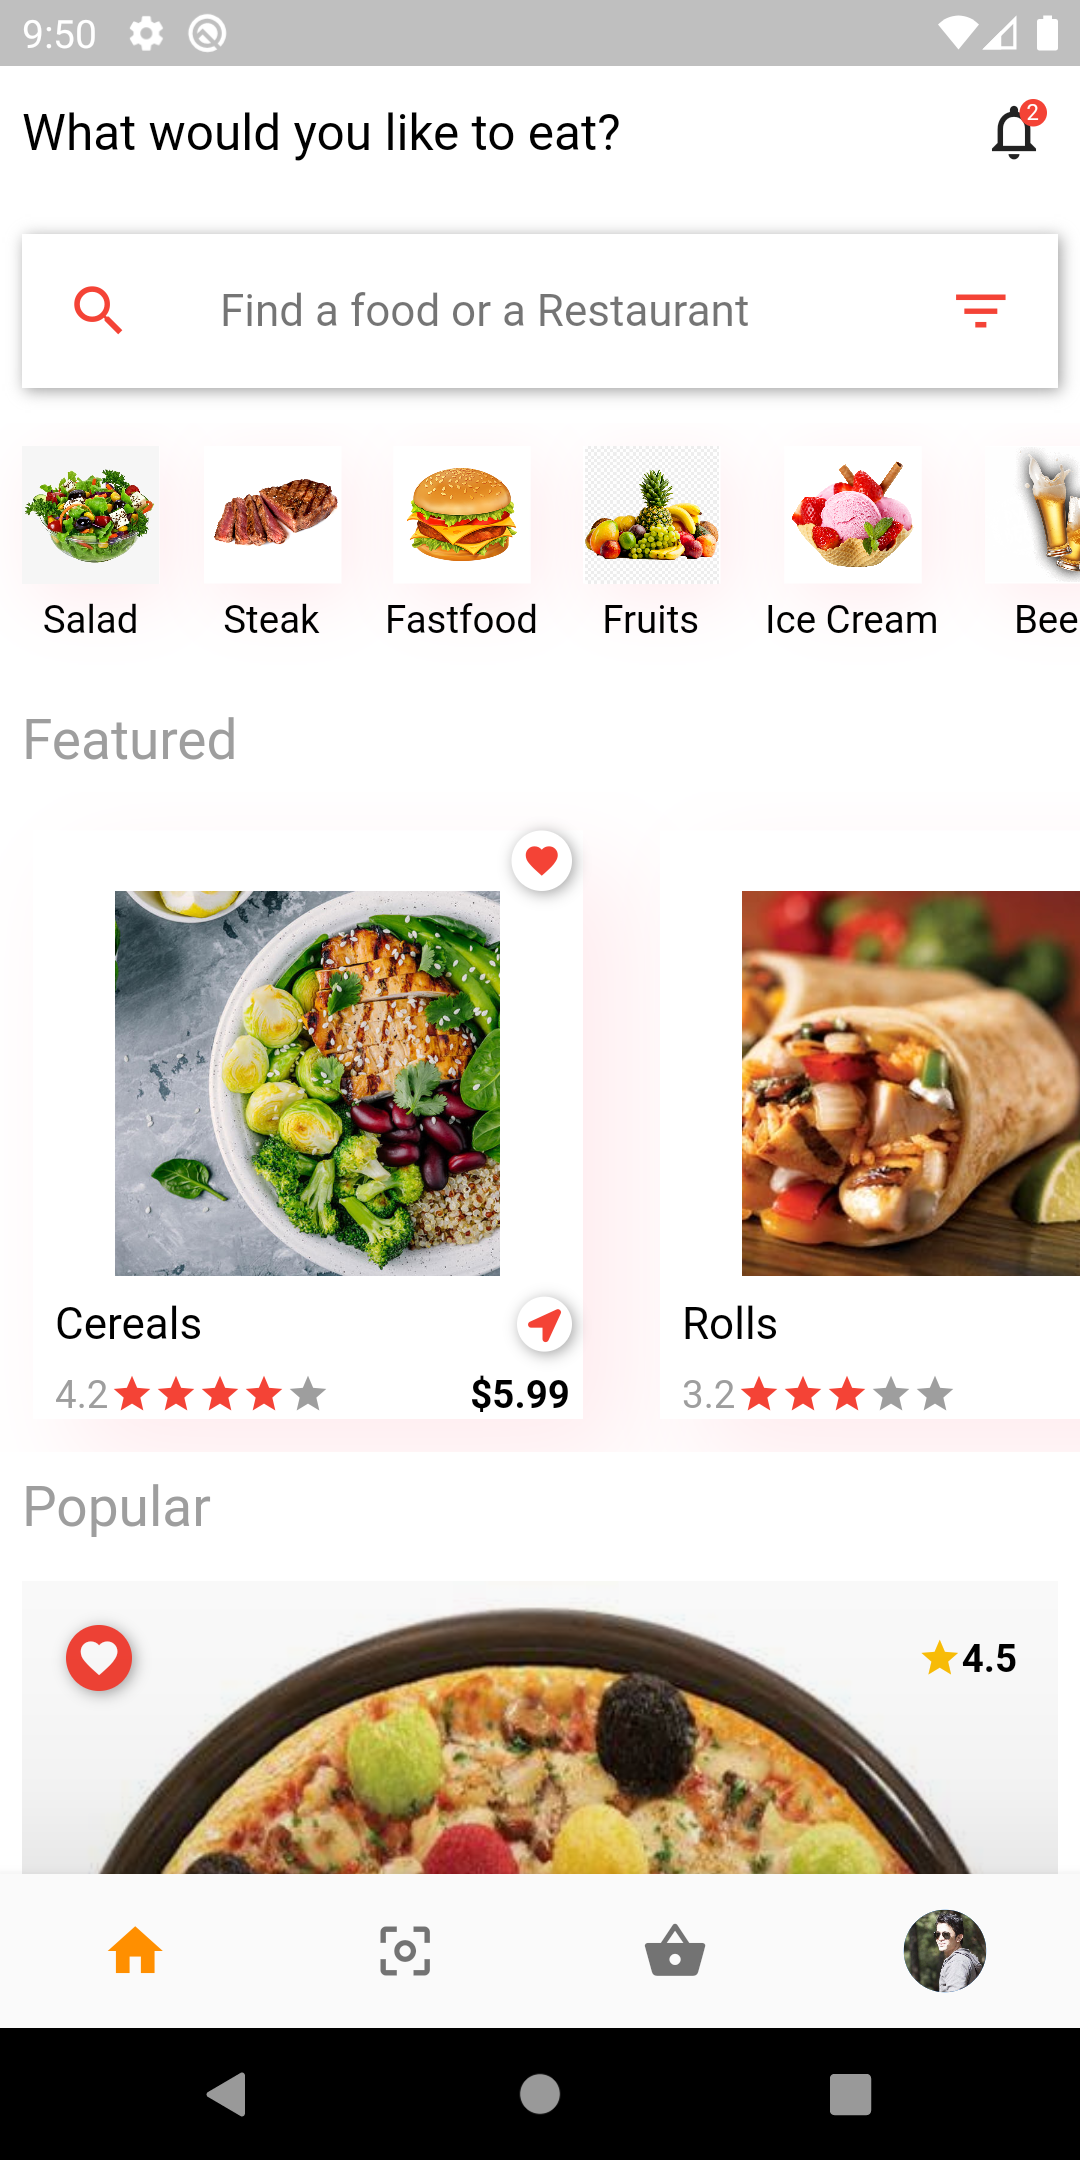 9:50
What would you like to eat?
2
Find a food or a Restaurant
Salad
Steak
Fastfood
Fruits
Ice Cream
Bee
Featured
Cereals
4.2
$5.99
Rolls
3.2
Popular
4.5